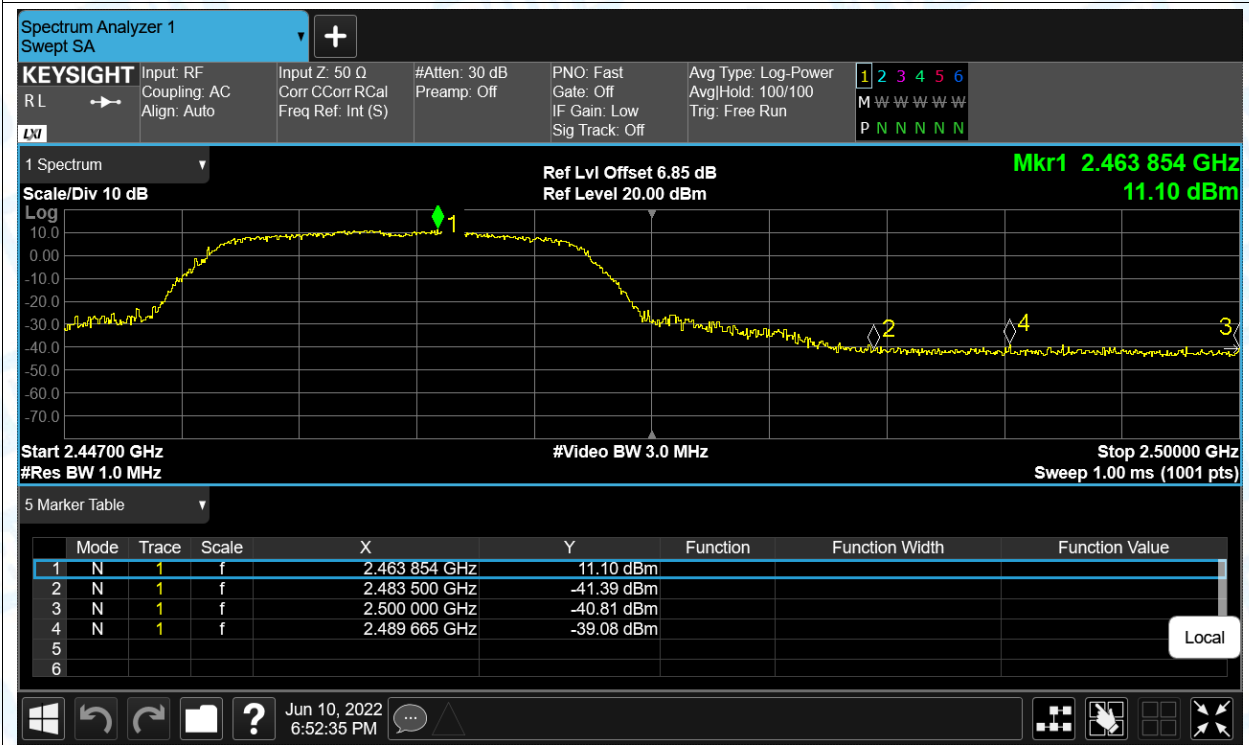 Spectrum Analyzer 1
Swept SA
KEYSIGHT
R L
LXI
Input: RF
Coupling: AC
Align: Auto
Input Z: 50 Ω
Corr CCorr RCal
Freq Ref: Int (S)
#Atten: 30 dB
Preamp: Off
PNO: Fast
Gate: Off
IF Gain: Low
Sig Track: Off
Avg Type: Log-Power
Avg|Hold: 100/100
Trig: Free Run
1 2 3 4 5 6
M W W W W W
P N N N N N
1 Spectrum
Scale/Div 10 dB
Ref Lvl Offset 6.85 dB
Ref Level 20.00 dBm
Mkr1 2.463 854 GHz
11.10 dBm
Log
10.0
0.00
-10.0
-20.0
-30.0
-40.0
-50.0
-60.0
-70.0
1
2
4
3
Start 2.44700 GHz
#Res BW 1.0 MHz
#Video BW 3.0 MHz
Stop 2.50000 GHz
Sweep 1.00 ms (1001 pts)
5 Marker Table
Mode Trace Scale X Y Function Function Width Function Value
1 N 1 f 2.463 854 GHz 11.10 dBm
2 N 1 f 2.483 500 GHz -41.39 dBm
3 N 1 f 2.500 000 GHz -40.81 dBm
4 N 1 f 2.489 665 GHz -39.08 dBm
5
6
Local
?
Jun 10, 2022
6:52:35 PM